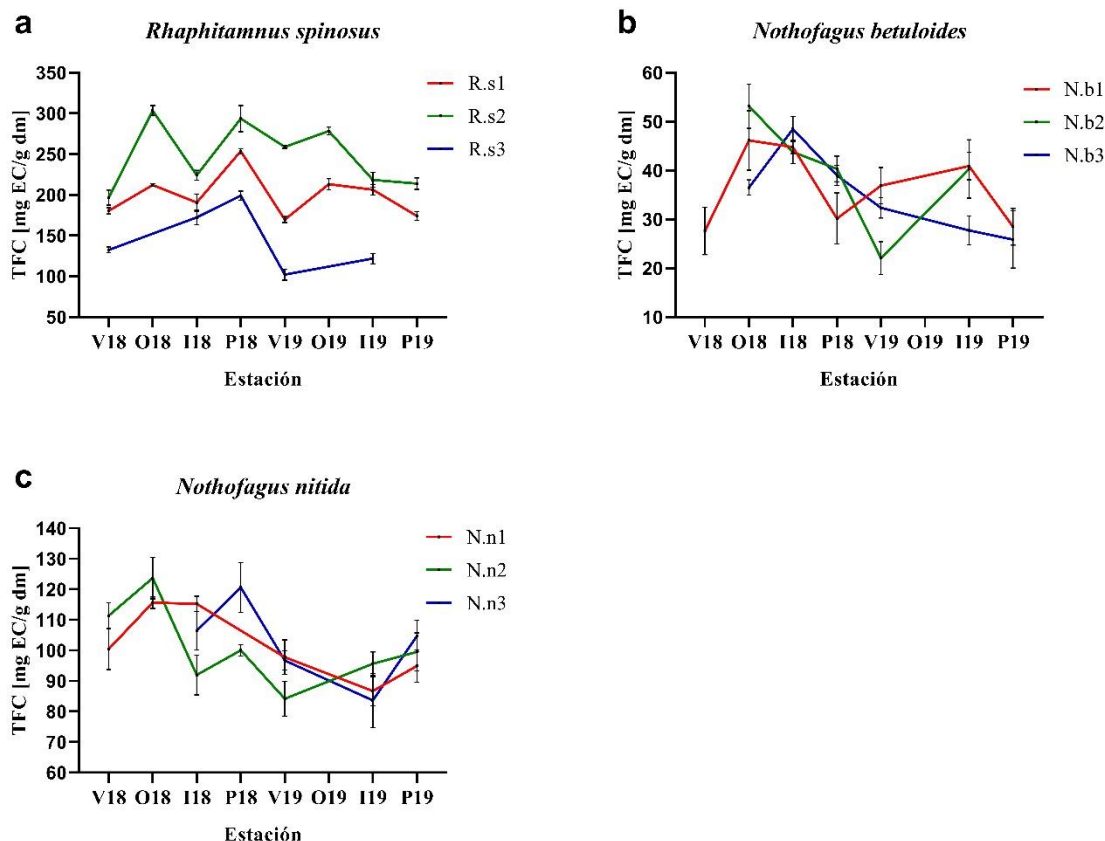 a
Rhaphitamnus spinosus
TFC [mg EC/g dm]
350
300
250
200
150
100
50
V18 O18 I18 P18 V19 O19 I19 P19
Estación
R.s1
R.s2
R.s3
b
Nothofagus betuloides
TFC [mg EC/g dm]
60
50
40
30
20
10
V18 O18 I18 P18 V19 O19 I19 P19
Estación
N.b1
N.b2
N.b3
c
Nothofagus nitida
TFC [mg EC/g dm]
140
130
120
110
100
90
80
70
60
V18 O18 I18 P18 V19 O19 I19 P19
Estación
N.n1
N.n2
N.n3